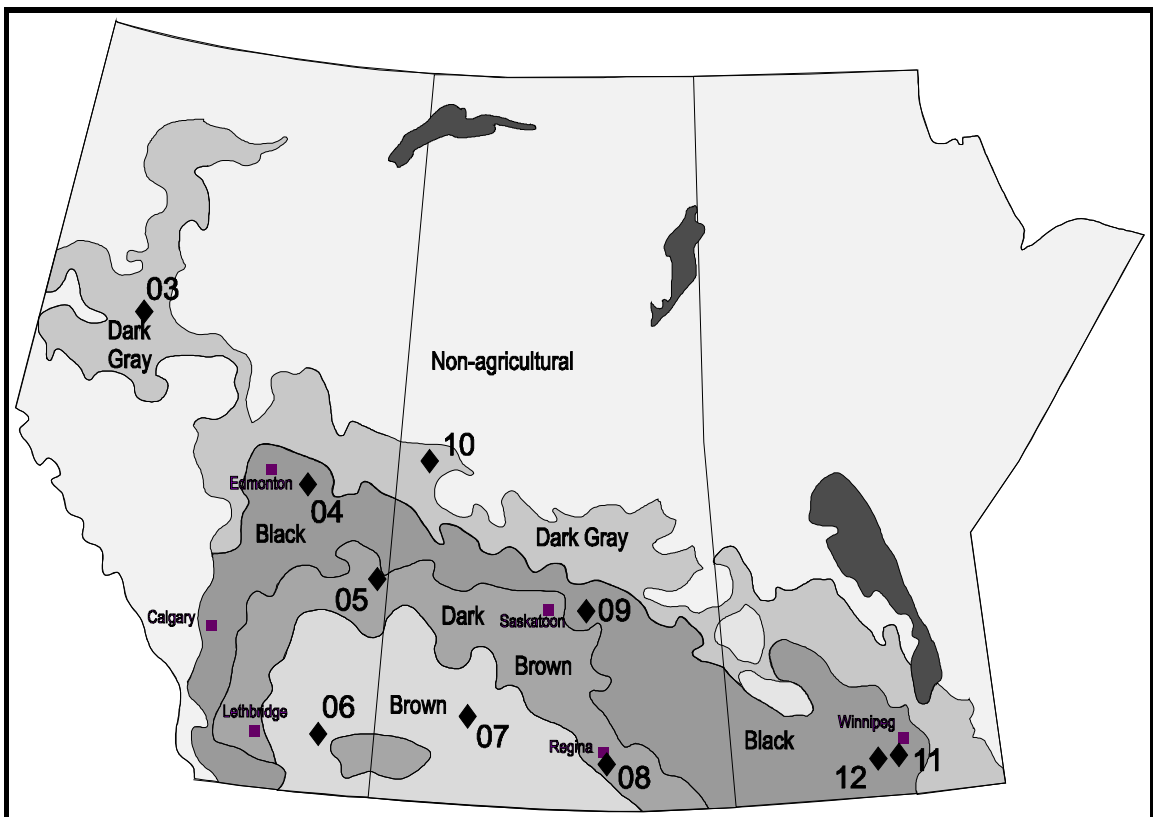 03
Dark
Gray
Non-agricultural
10
Edmonton
04
Black
Dark Gray
05
Calgary
Dark
Saskatoon
09
Brown
Lethbridge
06
Brown
07
Regina
08
Winnipeg
Black
12
11